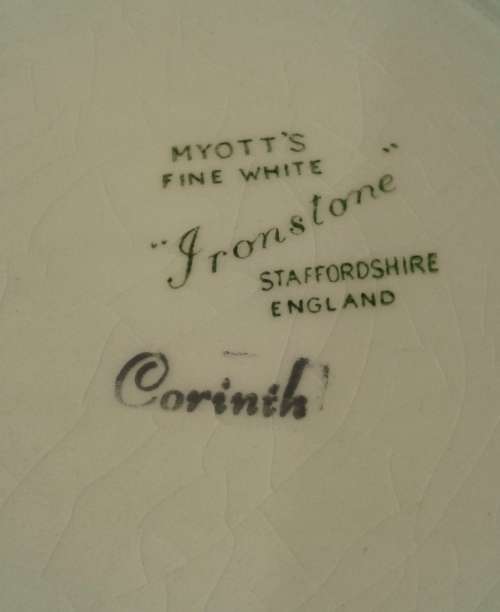 MYOTT'S
FINE WHITE
"Ironstone"
STAFFORDSHIRE
ENGLAND
Corinth